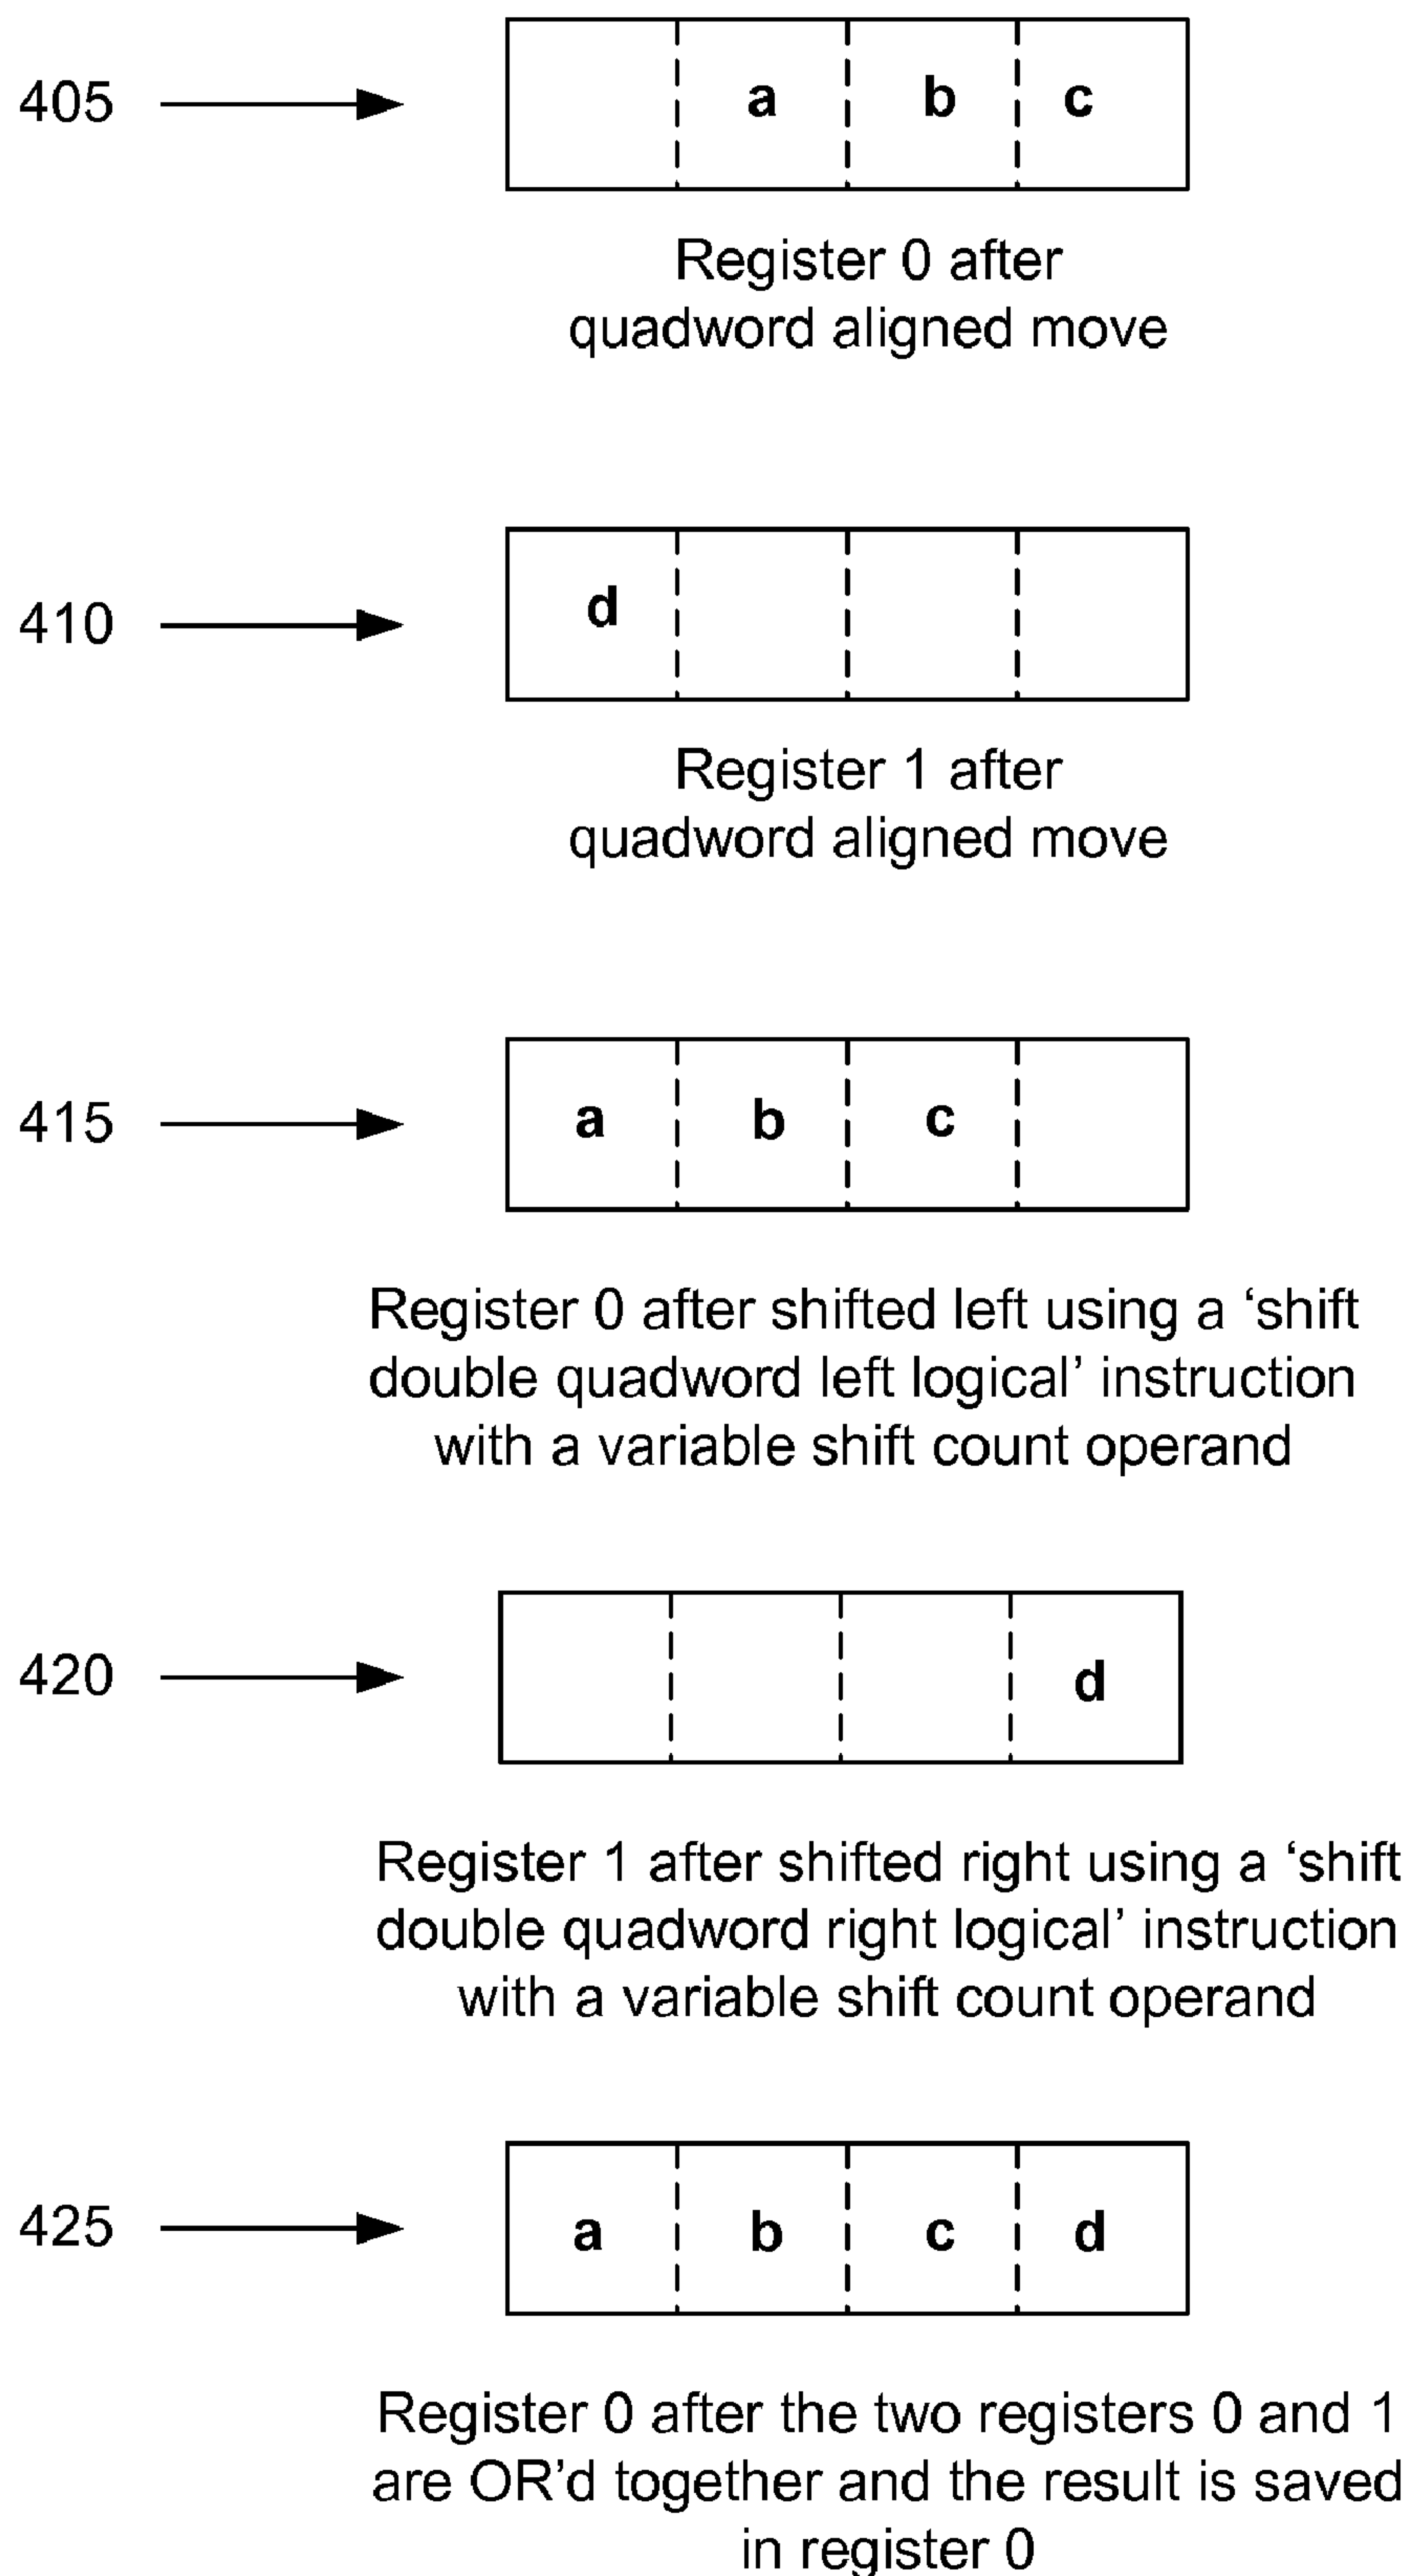 405 a b c
Register 0 after
quadword aligned move
410 d
Register 1 after
quadword aligned move
415 a b c
Register 0 after shifted left using a ‘shift
double quadword left logical’ instruction
with a variable shift count operand
420 d
Register 1 after shifted right using a ‘shift
double quadword right logical’ instruction
with a variable shift count operand
425 a b c d
Register 0 after the two registers 0 and 1
are OR’d together and the result is saved
in register 0